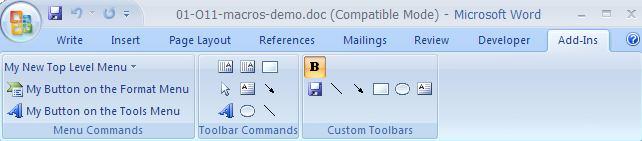 01-O11-macros-demo.doc (Compatible Mode) - Microsoft Word
Write Insert Page Layout References Mailings Review Developer Add-Ins
My New Top Level Menu
My Button on the Format Menu
My Button on the Tools Menu
B
Menu Commands Toolbar Commands Custom Toolbars